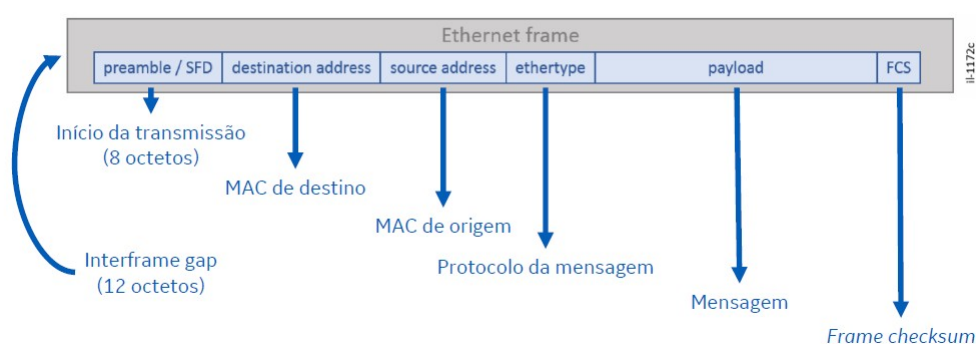 Ethernet frame
preamble / SFD destination address source address ethertype payload FCS
il-1172c
Início da transmissão
(8 octetos)
MAC de destino
MAC de origem
Interframe gap
(12 octetos)
Protocolo da mensagem
Mensagem
Frame checksum